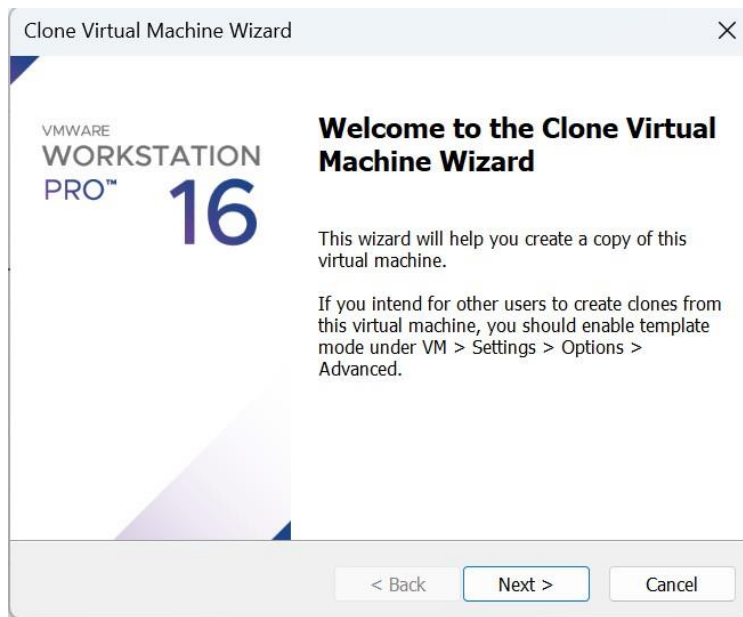 Clone Virtual Machine Wizard
VMWARE
WORKSTATION
PRO™ 16
Welcome to the Clone Virtual
Machine Wizard
This wizard will help you create a copy of this
virtual machine.
If you intend for other users to create clones from
this virtual machine, you should enable template
mode under VM > Settings > Options >
Advanced.
< Back Next > Cancel